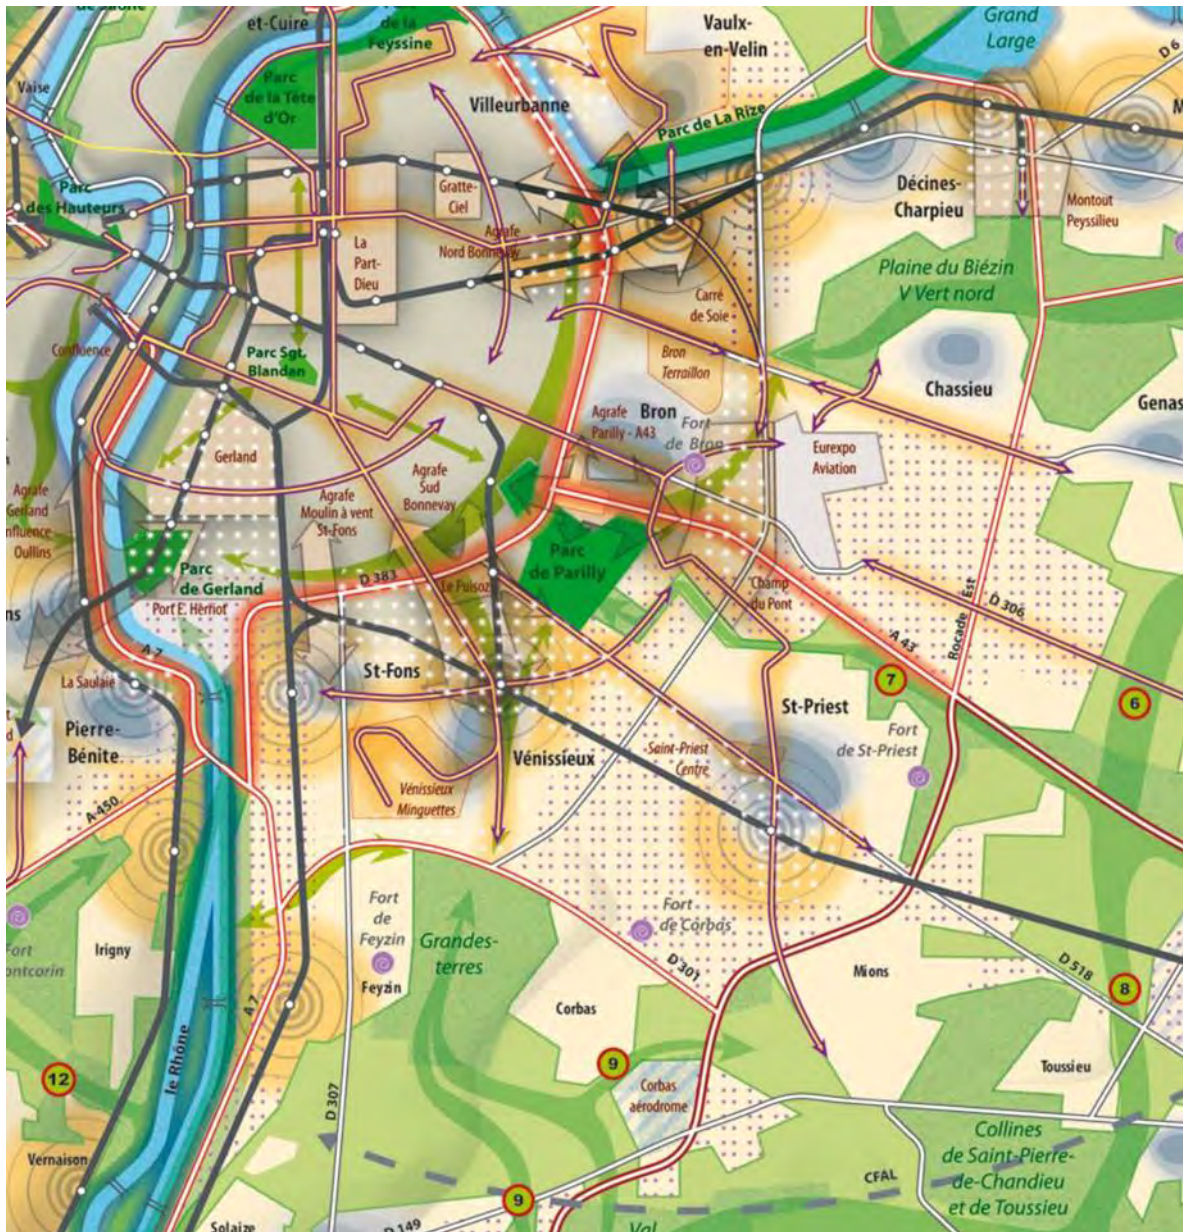 et-Cuire
de la
Feyssine
Vaulx-
en-Velin
Grand
Large
D 6
Vaise
Parc
de la Tête
d'Or
Villeurbanne
Parc de La Rize
Parc
des Hauteurs
Gratte-
Ciel
Décines-
Charpieu
Montout
Peyssilieu
La
Part-
Dieu
Agrafe
Nord Bonnevay
Plaine du Biézin
V Vert nord
Carré
de Soie
Confluence
Parc Sgt.
Blandan
Bron
Terraillon
Chassieu
Genas
Bron
Agrafe
Parilly - A43
Fort
de Bron
Eurexpo
Aviation
Gerland
Agrafe
Sud
Bonnevay
Agrafe
Moulin à vent
St-Fons
Agrafe
Gerland
nfluence
Oullins
Parc
de Parilly
Parc
de Gerland
Port E. Herriot
D 383
Le Puisoz
Champ
du Pont
D 306
Rocade Est
A 43
ns
A 7
La Saulaie
St-Fons
7
6
Pierre-
Bénite
St-Priest
Fort
de St-Priest
Vénissieux
Saint-Priest
Centre
Vénissieux
Minguettes
A 450
Fort
de
Feyzin
Feyzin
Grandes-
terres
Fort
de Corbas
Fort
ontcorin
Irigny
D 301
Mions
D 518
8
A 7
Corbas
le Rhône
12
9
Toussieu
D 307
Corbas
aérodrome
Vernaison
Collines
de Saint-Pierre-
de-Chandieu
et de Toussieu
CFAL
9
Solaize
D 149
Val